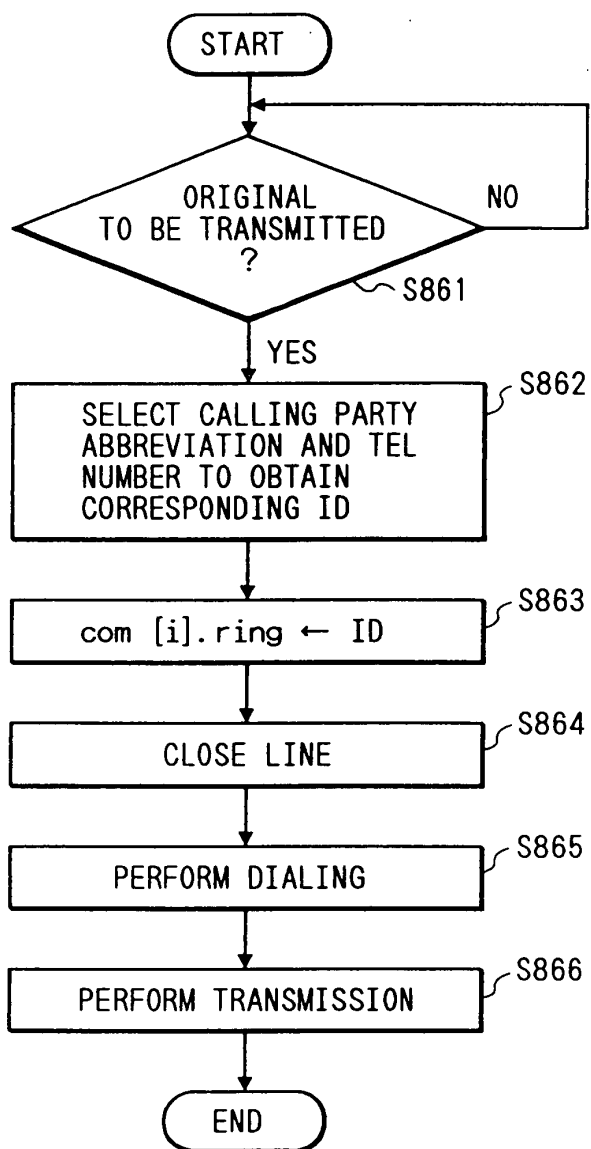 START
ORIGINAL
TO BE TRANSMITTED
?
NO
S861
YES
S862
SELECT CALLING PARTY
ABBREVIATION AND TEL
NUMBER TO OBTAIN
CORRESPONDING ID
S863
com [i].ring ← ID
S864
CLOSE LINE
S865
PERFORM DIALING
S866
PERFORM TRANSMISSION
END